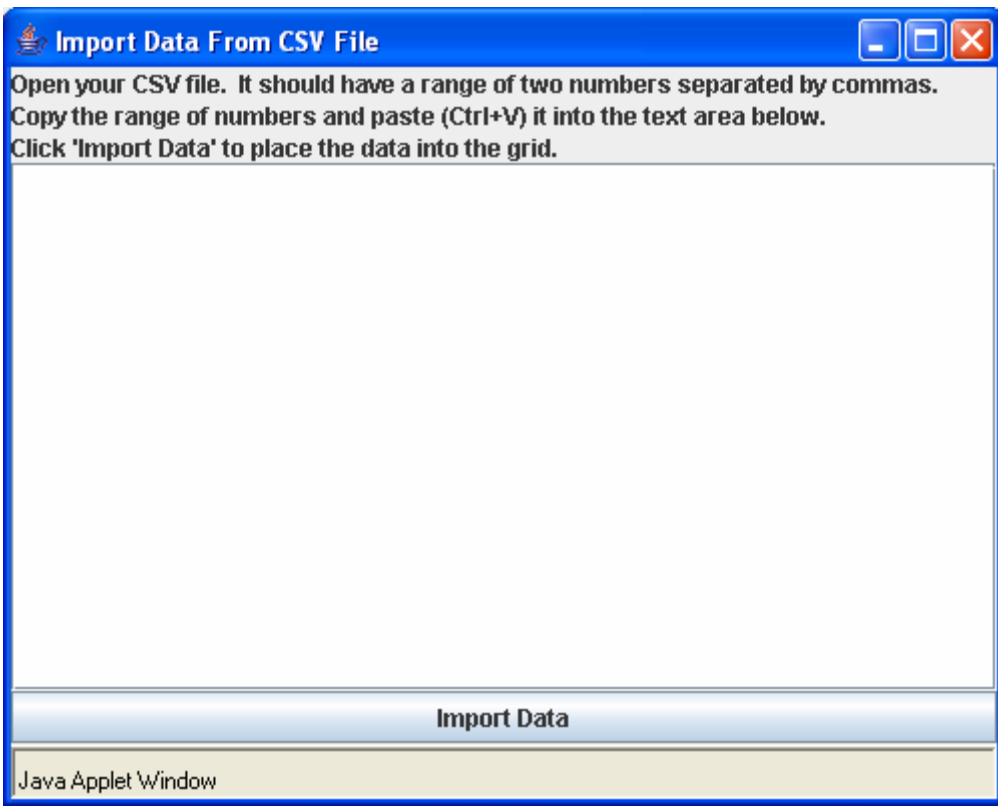 Import Data From CSV File
Open your CSV file.  It should have a range of two numbers separated by commas.
Copy the range of numbers and paste (Ctrl+V) it into the text area below.
Click 'Import Data' to place the data into the grid.
Import Data
Java Applet Window